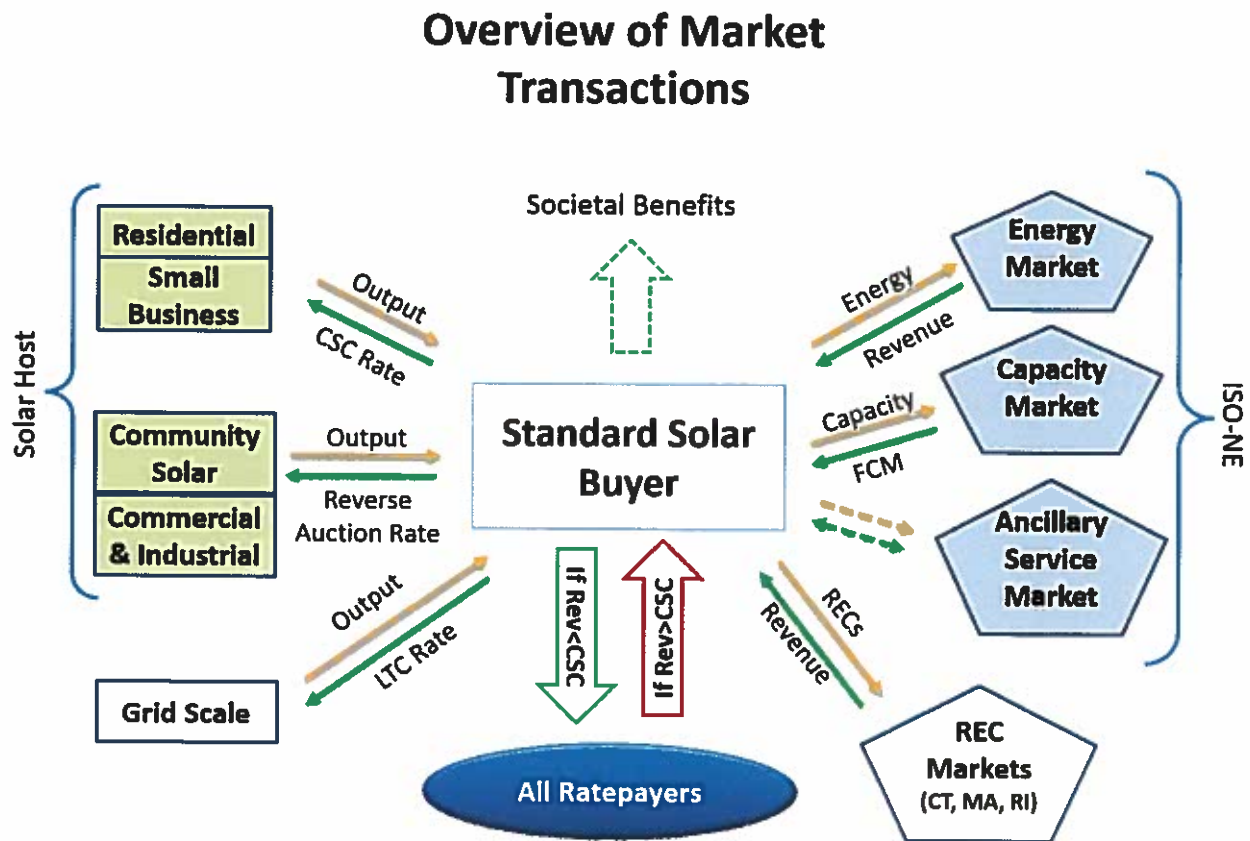 Overview of Market
Transactions
Solar Host
Residential
Small
Business
Output
CSC Rate
Community
Solar
Commercial
& Industrial
Output
Reverse
Auction Rate
Grid Scale
Output
LTC Rate
Societal Benefits
Standard Solar
Buyer
If Rev<CSC
If Rev>CSC
All Ratepayers
Energy
Revenue
Energy
Market
Capacity
FCM
Capacity
Market
Ancillary
Service
Market
ISO-NE
RECs
Revenue
REC
Markets
(CT, MA, RI)